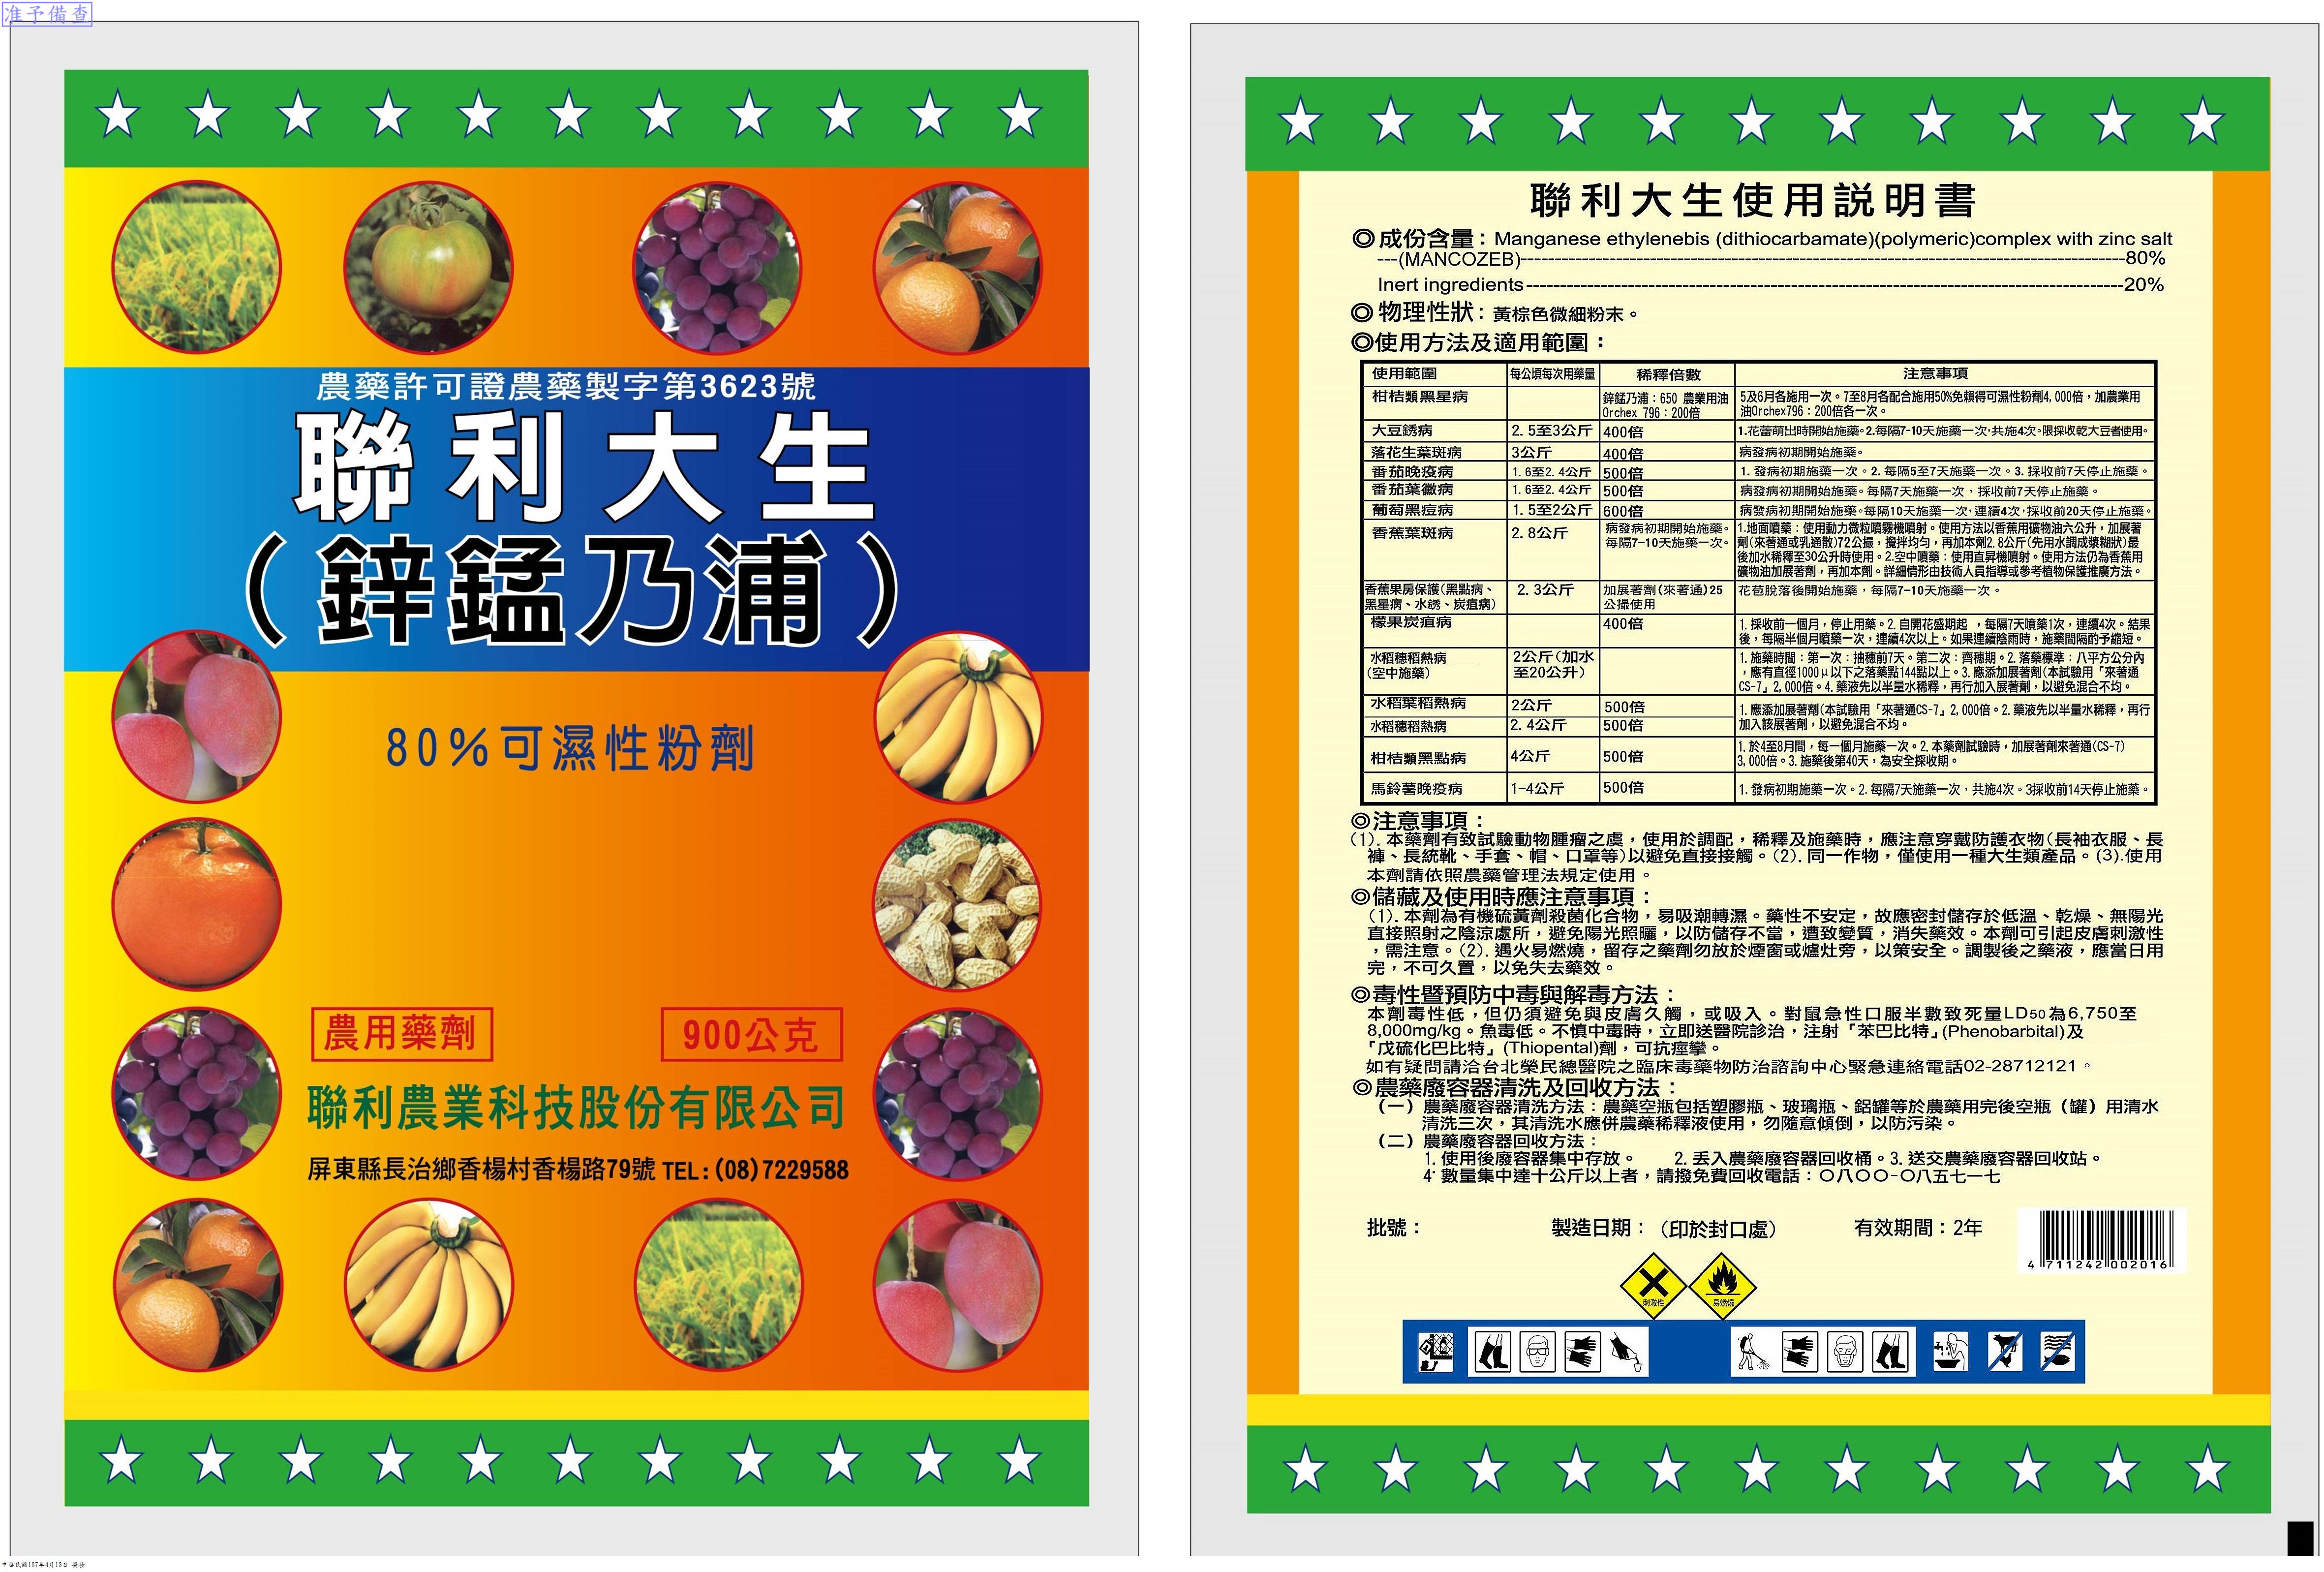 准予備查
農藥許可證農藥製字第3623號
聯利大生
（鋅錳乃浦）
80%可濕性粉劑
農用藥劑
900公克
聯利農業科技股份有限公司
屏東縣長治鄉香楊村香楊路79號 TEL：(08)7229588
中華民國107年4月13日
聯利大生使用説明書
◎成份含量：Manganese ethylenebis (dithiocarbamate)(polymeric)complex with zinc salt
---(MANCOZEB)------80%
Inert ingredients------20%
◎物理性狀：黃棕色微細粉末。
◎使用方法及適用範圍：
使用範圍 每公頃每次用藥量 稀釋倍數 注意事項
柑桔類黑星病 鋅錳乃浦：650 農業用油 5及6月各施用一次。7至8月各配合施用50%免賴得可濕性粉劑4,000倍，加農業用
Orchex 796：200倍 油Orchex796：200倍各一次。
大豆銹病 2.5至3公斤 400倍 1.花蕾萌出時開始施藥。2.每隔7-10天施藥一次，共施4次。限採收乾大豆者使用。
落花生葉斑病 3公斤 400倍 病發病初期開始施藥。
番茄晚疫病 1.6至2.4公斤 500倍 1.發病初期施藥一次。2.每隔5至7天施藥一次。3.採收前7天停止施藥。
番茄葉黴病 1.6至2.4公斤 500倍 病發病初期開始施藥。每隔7天施藥一次，採收前7天停止施藥。
葡萄黑痘病 1.5至2公斤 600倍 病發病初期開始施藥。每隔10天施藥一次，連續4次，採收前20天停止施藥。
香蕉葉斑病 2.8公斤 病發病初期開始施藥。 1.地面噴藥：使用動力微粒噴霧機噴射。使用方法以香蕉用礦物油六公升，加展著
每隔7-10天施藥一次。 劑(來著通或乳通散)72公撮，攪拌均勻，再加本劑2.8公斤(先用水調成漿糊狀)最
後加水稀釋至30公升時使用。2.空中噴藥：使用直昇機噴射。使用方法仍為香蕉用
礦物油加展著劑，再加本劑。詳細情形由技術人員指導或參考植物保護推廣方法。
香蕉果房保護(黑點病、 2.3公斤 加展著劑(來著通)25 花苞脫落後開始施藥，每隔7-10天施藥一次。
黑星病、水銹、炭疽病) 公撮使用
檬果炭疽病 400倍 1.採收前一個月，停止用藥。2.自開花盛期起 ，每隔7天噴藥1次，連續4次。結果
後，每隔半個月噴藥一次，連續4次以上。如果連續陰雨時，施藥間隔酌予縮短。
水稻穗稻熱病 2公斤(加水 1.施藥時間：第一次：抽穗前7天。第二次：齊穗期。2.落藥標準：八平方公分內
(空中施藥) 至20公升) ，應有直徑1000μ以下之落藥點144點以上。3.應添加展著劑(本試驗用「來著通
CS-7」2,000倍。4.藥液先以半量水稀釋，再行加入展著劑，以避免混合不均。
水稻葉稻熱病 2公斤 500倍 1.應添加展著劑(本試驗用「來著通CS-7」2,000倍。2.藥液先以半量水稀釋，再行
水稻穗稻熱病 2.4公斤 500倍 加入該展著劑，以避免混合不均。
柑桔類黑點病 4公斤 500倍 1.於4至8月間，每一個月施藥一次。2.本藥劑試驗時，加展著劑來著通(CS-7)
3,000倍。3.施藥後第40天，為安全採收期。
馬鈴薯晚疫病 1-4公斤 500倍 1.發病初期施藥一次。2.每隔7天施藥一次，共施4次。3採收前14天停止施藥。
◎注意事項：
(1).本藥劑有致試驗動物腫瘤之虞，使用於調配，稀釋及施藥時，應注意穿戴防護衣物(長袖衣服、長
褲、長統靴、手套、帽、口罩等)以避免直接接觸。(2).同一作物，僅使用一種大生類產品。(3).使用
本劑請依照農藥管理法規定使用。
◎儲藏及使用時應注意事項：
(1).本劑為有機硫黃劑殺菌化合物，易吸潮轉濕。藥性不安定，故應密封儲存於低溫、乾燥、無陽光
直接照射之陰涼處所，避免陽光照曬，以防儲存不當，遭致變質，消失藥效。本劑可引起皮膚刺激性
，需注意。(2).遇火易燃燒，留存之藥劑勿放於煙窗或爐灶旁，以策安全。調製後之藥液，應當日用
完，不可久置，以免失去藥效。
◎毒性暨預防中毒與解毒方法：
本劑毒性低，但仍須避免與皮膚久觸，或吸入。對鼠急性口服半數致死量LD50為6,750至
8,000mg/kg。魚毒低。不慎中毒時，立即送醫院診治，注射「苯巴比特」(Phenobarbital)及
「戊硫化巴比特」(Thiopental)劑，可抗痙攣。
如有疑問請洽台北榮民總醫院之臨床毒藥物防治諮詢中心緊急連絡電話02-28712121。
◎農藥廢容器清洗及回收方法：
（一）農藥廢容器清洗方法：農藥空瓶包括塑膠瓶、玻璃瓶、鋁罐等於農藥用完後空瓶（罐）用清水
清洗三次，其清洗水應併農藥稀釋液使用，勿隨意傾倒，以防污染。
（二）農藥廢容器回收方法：
1.使用後廢容器集中存放。 2.丟入農藥廢容器回收桶。3.送交農藥廢容器回收站。
4.數量集中達十公斤以上者，請撥免費回收電話：〇八〇〇-〇八五七一七
批號： 製造日期：（印於封口處） 有效期間：2年
4 711242 002016
刺激性 易燃燒